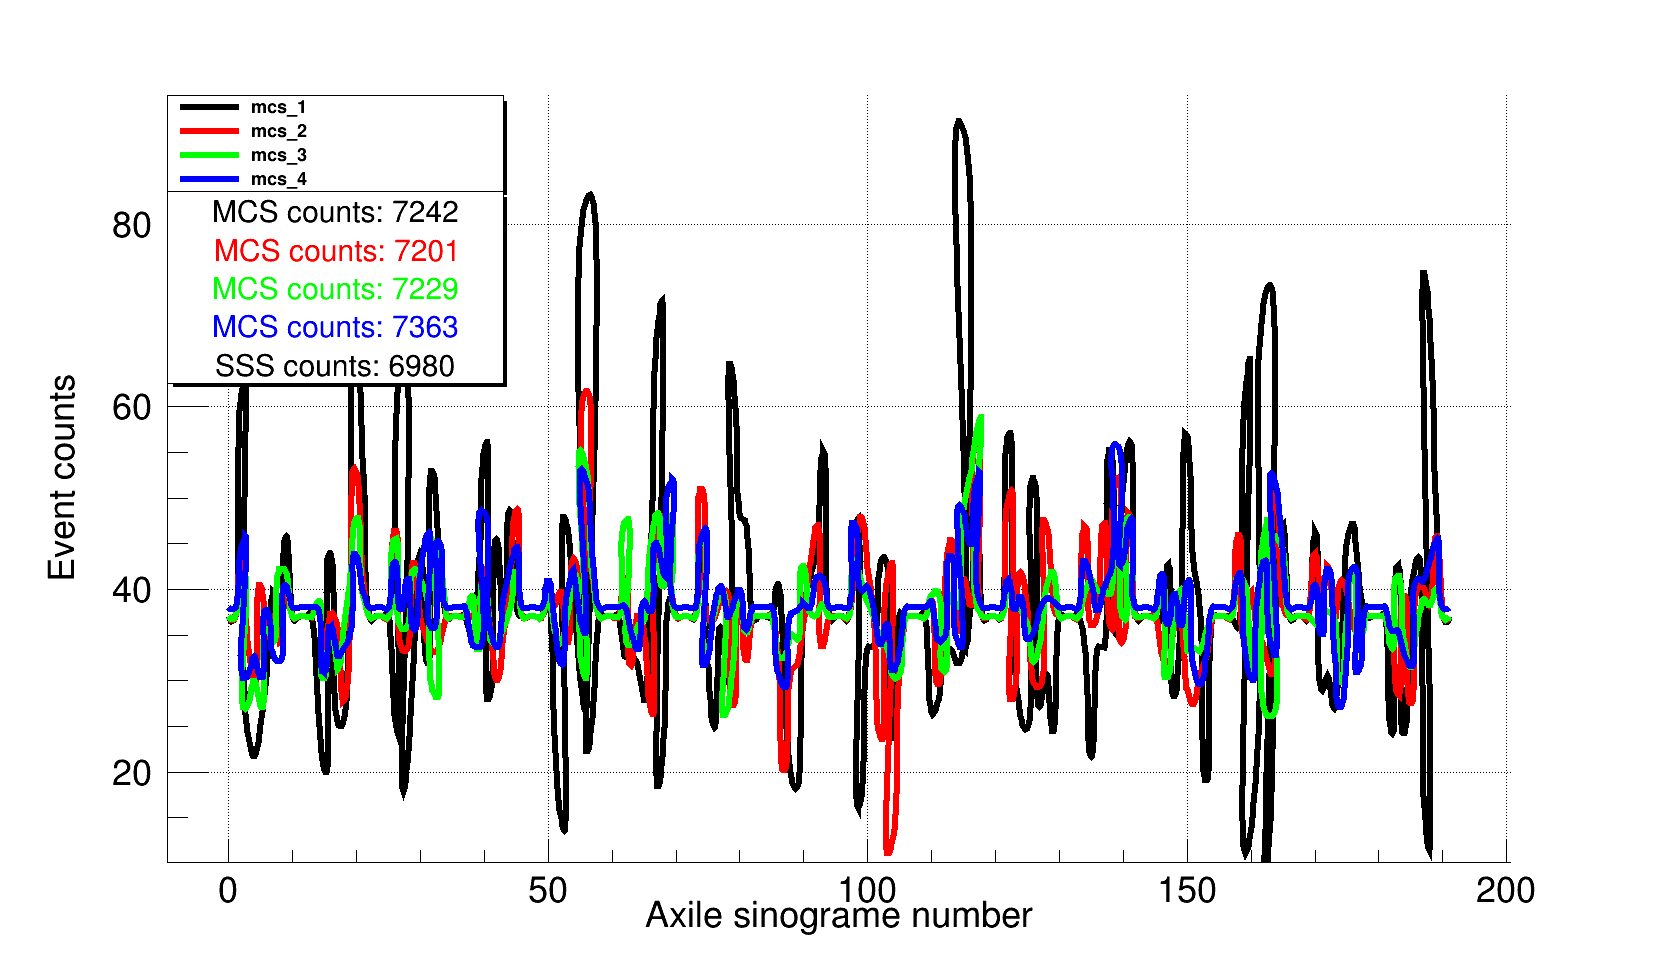 mcs_1
mcs_2
mcs_3
mcs_4
MCS counts: 7242
MCS counts: 7201
MCS counts: 7229
MCS counts: 7363
SSS counts: 6980
80
60
40
20
Event counts
0 50 100 150 200
Axile sinograme number